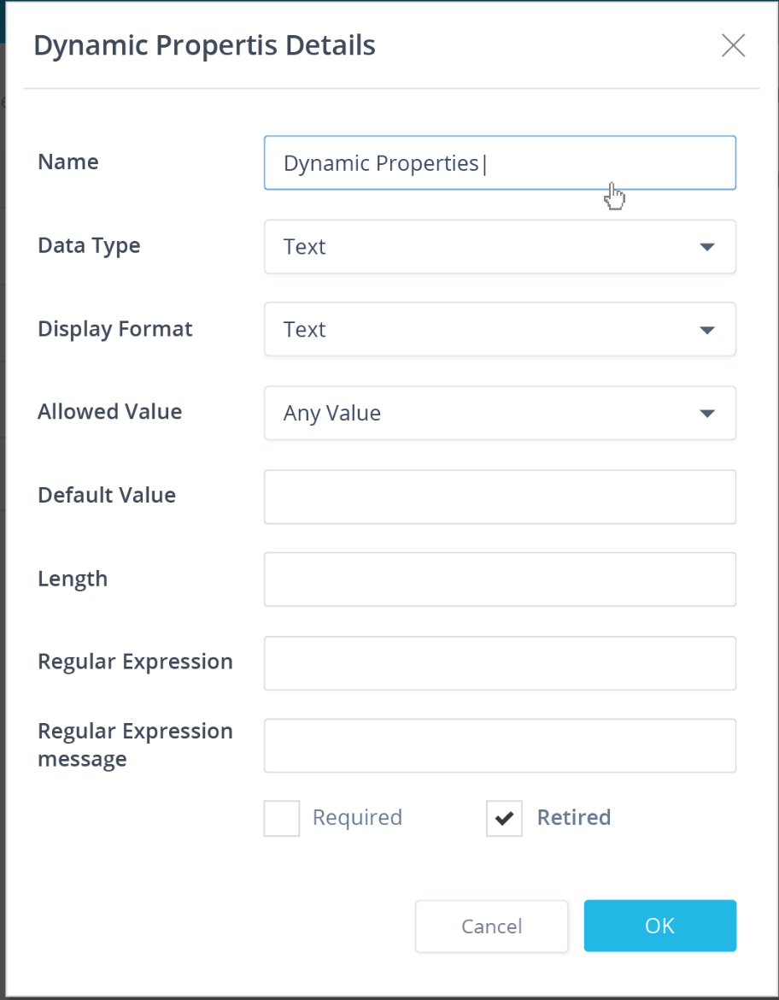 Dynamic Propertis Details
Name
Dynamic Properties
Data Type
Text
Display Format
Text
Allowed Value
Any Value
Default Value
Length
Regular Expression
Regular Expression
message
Required
Retired
Cancel
OK